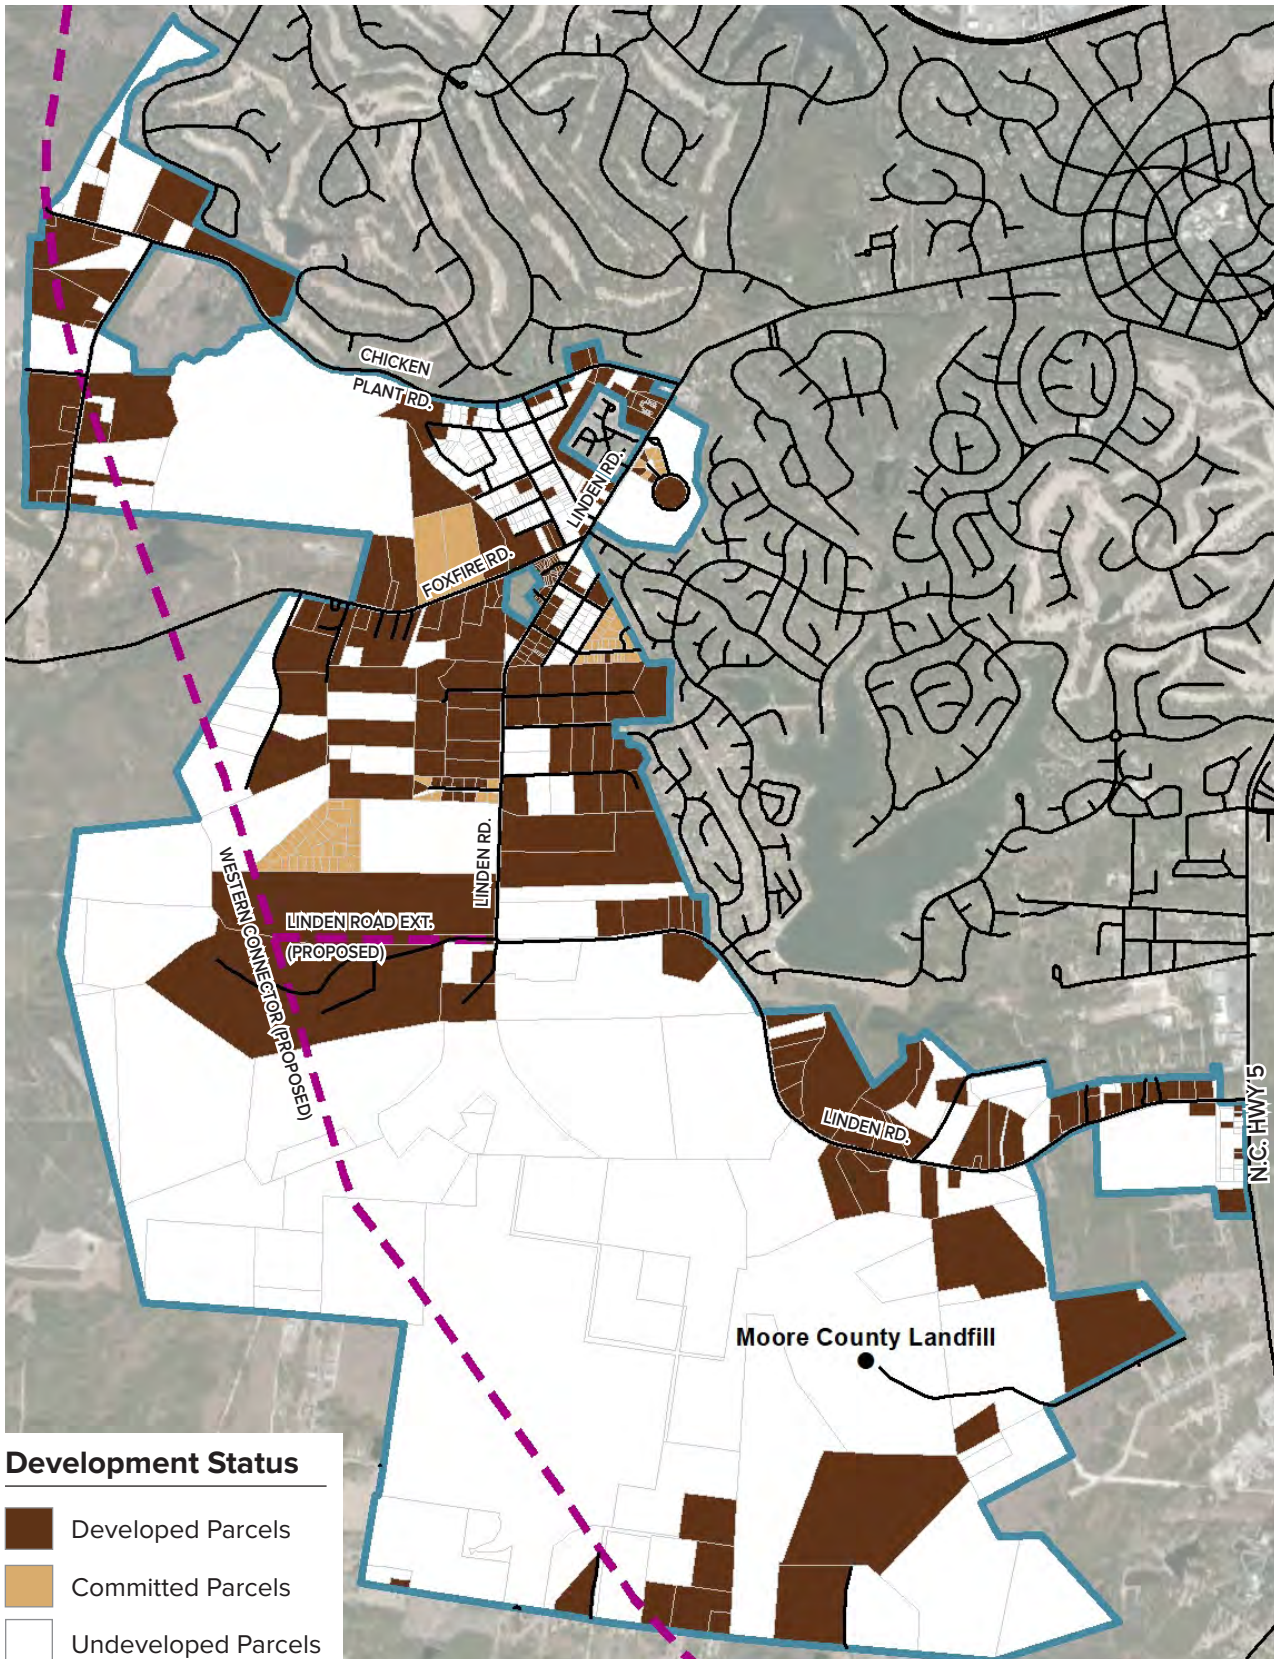 CHICKEN
PLANT RD.
LINDEN RD.
FOXFIRE RD.
LINDEN RD.
WESTERN CONNECTOR (PROPOSED)
LINDEN ROAD EXT.
(PROPOSED)
LINDEN RD.
N.C. HWY 5
Moore County Landfill
Development Status
Developed Parcels
Committed Parcels
Undeveloped Parcels